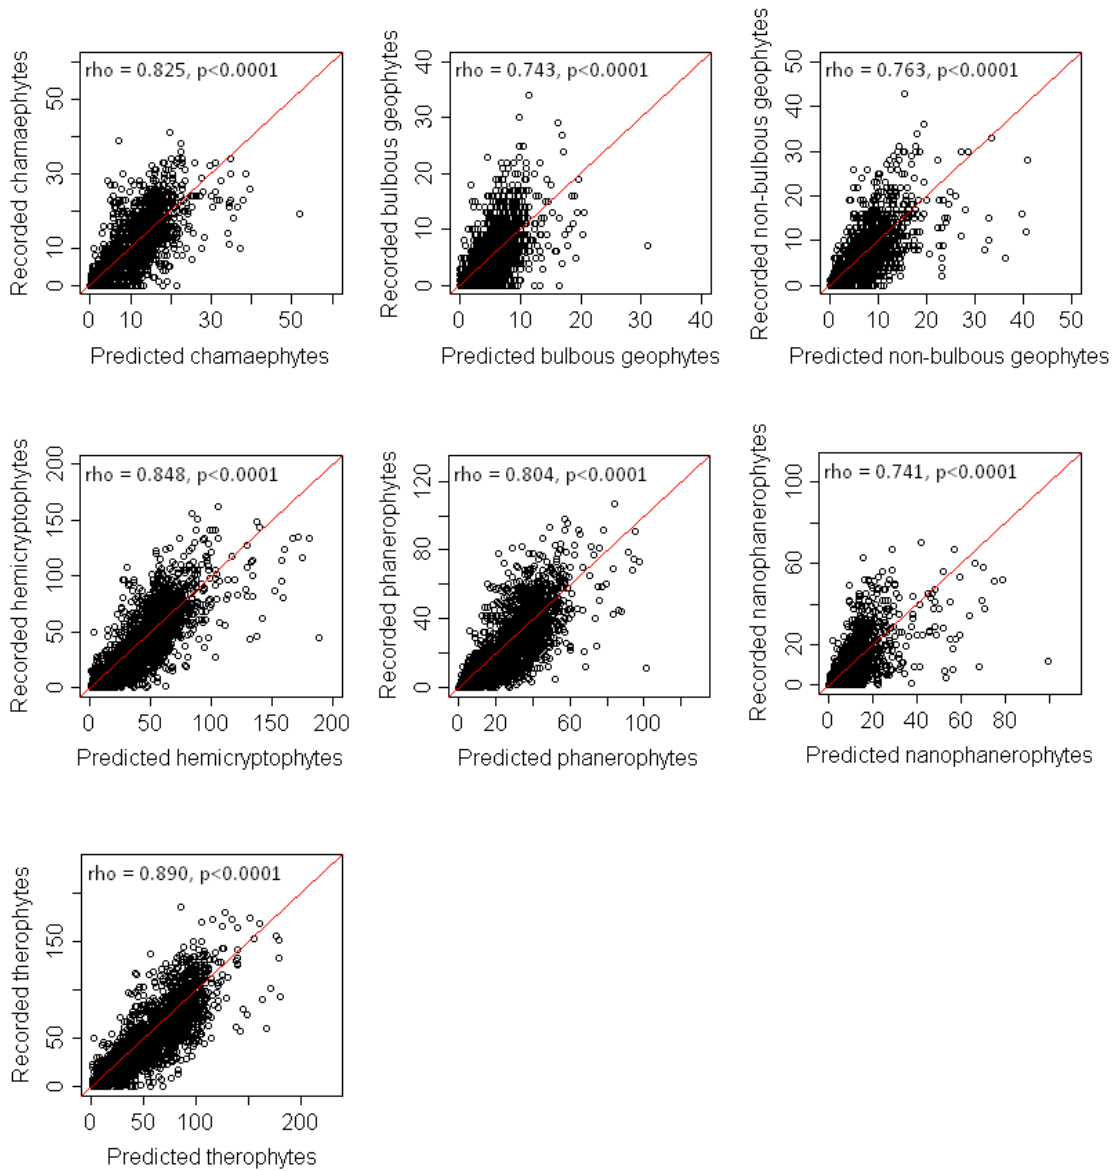 rho = 0.825, p<0.0001
Recorded chamaephytes
50
30
10
0
0 10 30 50
Predicted chamaephytes
rho = 0.743, p<0.0001
Recorded bulbous geophytes
40
30
20
10
0
0 10 20 30 40
Predicted bulbous geophytes
rho = 0.763, p<0.0001
Recorded non-bulbous geophytes
50
40
30
20
10
0
0 10 20 30 40 50
Predicted non-bulbous geophytes
rho = 0.848, p<0.0001
Recorded hemicryptophytes
200
150
100
50
0
0 50 100 150 200
Predicted hemicryptophytes
rho = 0.804, p<0.0001
Recorded phanerophytes
120
80
40
0
0 20 60 100
Predicted phanerophytes
rho = 0.741, p<0.0001
Recorded nanophanerophytes
100
60
20
0
0 20 40 60 80
Predicted nanophanerophytes
rho = 0.890, p<0.0001
Recorded therophytes
150
50
0
0 50 100 200
Predicted therophytes